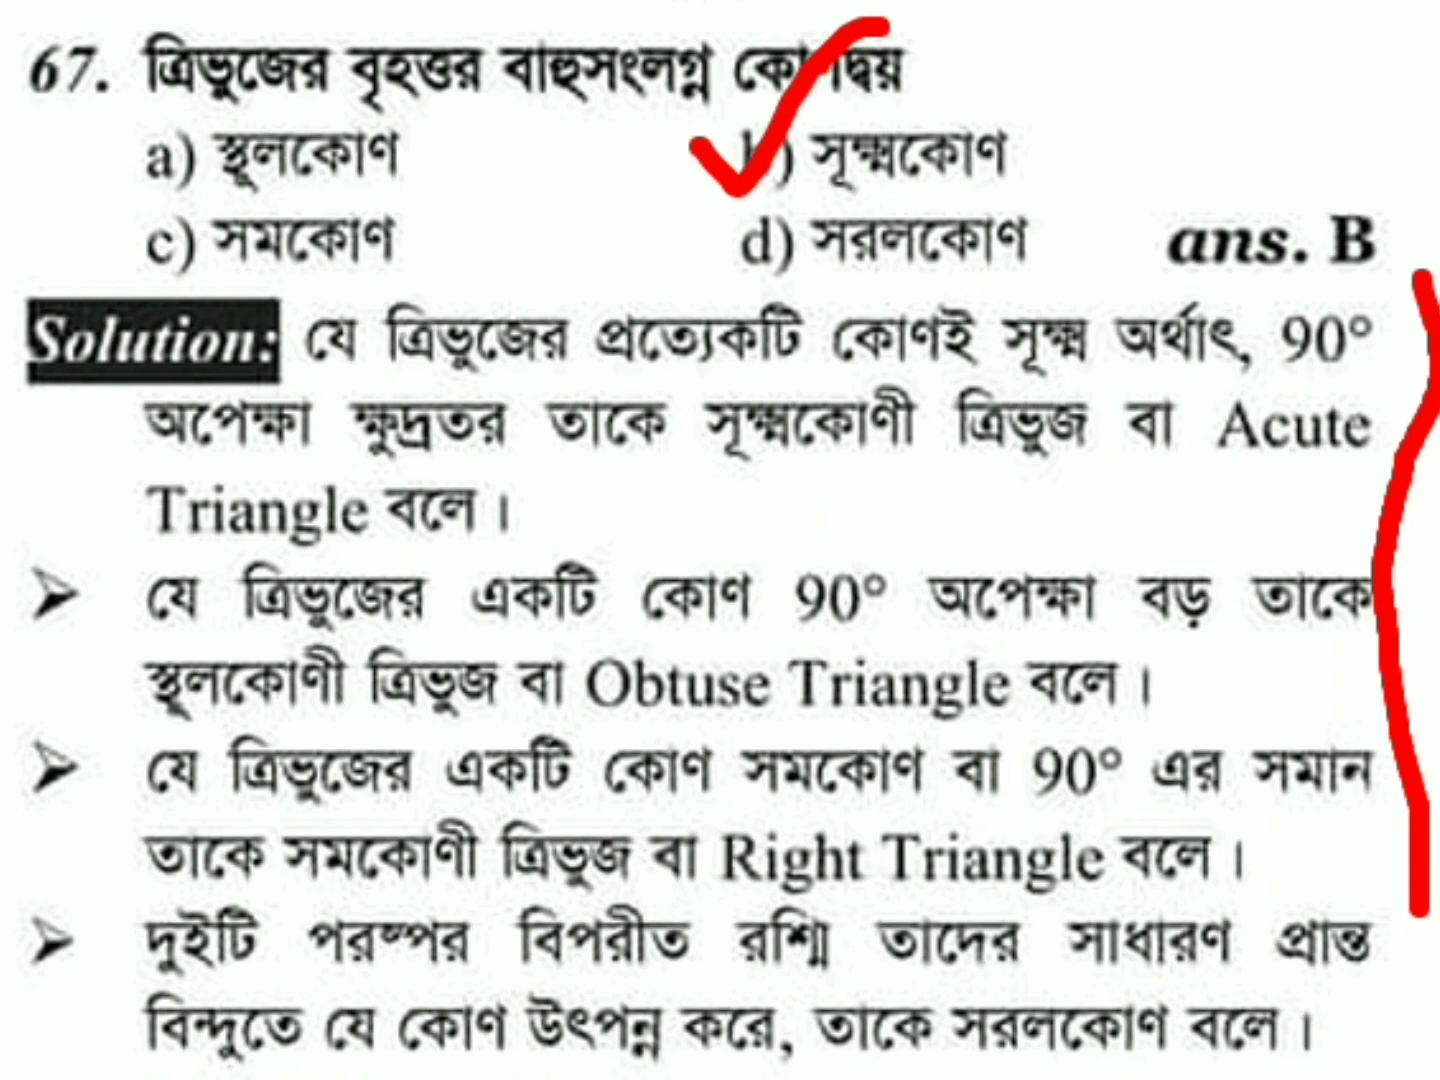 67. ত্রিভুজের বৃহত্তর বাহুসংলগ্ন কোণদ্বয়
a) স্থূলকোণ b) সূক্ষ্মকোণ
c) সমকোণ d) সরলকোণ ans. B
Solution: যে ত্রিভুজের প্রত্যেকটি কোণই সূক্ষ্ম অর্থাৎ, 90°
অপেক্ষা ক্ষুদ্রতর তাকে সূক্ষ্মকোণী ত্রিভুজ বা Acute
Triangle বলে।
➢ যে ত্রিভুজের একটি কোণ 90° অপেক্ষা বড় তাকে
স্থূলকোণী ত্রিভুজ বা Obtuse Triangle বলে।
➢ যে ত্রিভুজের একটি কোণ সমকোণ বা 90° এর সমান
তাকে সমকোণী ত্রিভুজ বা Right Triangle বলে।
➢ দুইটি পরষ্পর বিপরীত রশ্মি তাদের সাধারণ প্রান্ত
বিন্দুতে যে কোণ উৎপন্ন করে, তাকে সরলকোণ বলে।